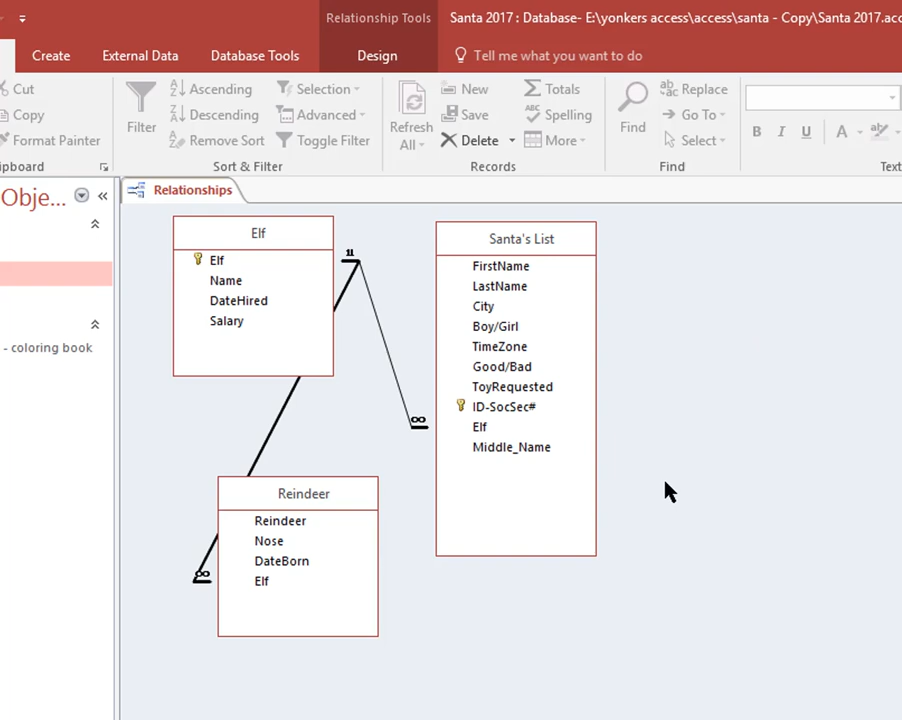 Relationship Tools
Santa 2017 : Database- E:\yonkers access\access\santa - Copy\Santa 2017.acc
Create
External Data
Database Tools
Design
Tell me what you want to do
Cut
Copy
Format Painter
ipboard
Filter
Ascending
Descending
Remove Sort
Selection
Advanced
Toggle Filter
Sort & Filter
Refresh
All
New
Save
Delete
Totals
Spelling
More
Records
Find
Replace
Go To
Select
Find
B I U A
Text
Obje...
Relationships
- coloring book
Elf
Elf
Name
DateHired
Salary
Santa's List
FirstName
LastName
City
Boy/Girl
TimeZone
Good/Bad
ToyRequested
ID-SocSec#
Elf
Middle_Name
11
∞
Reindeer
Reindeer
Nose
DateBorn
Elf
∞